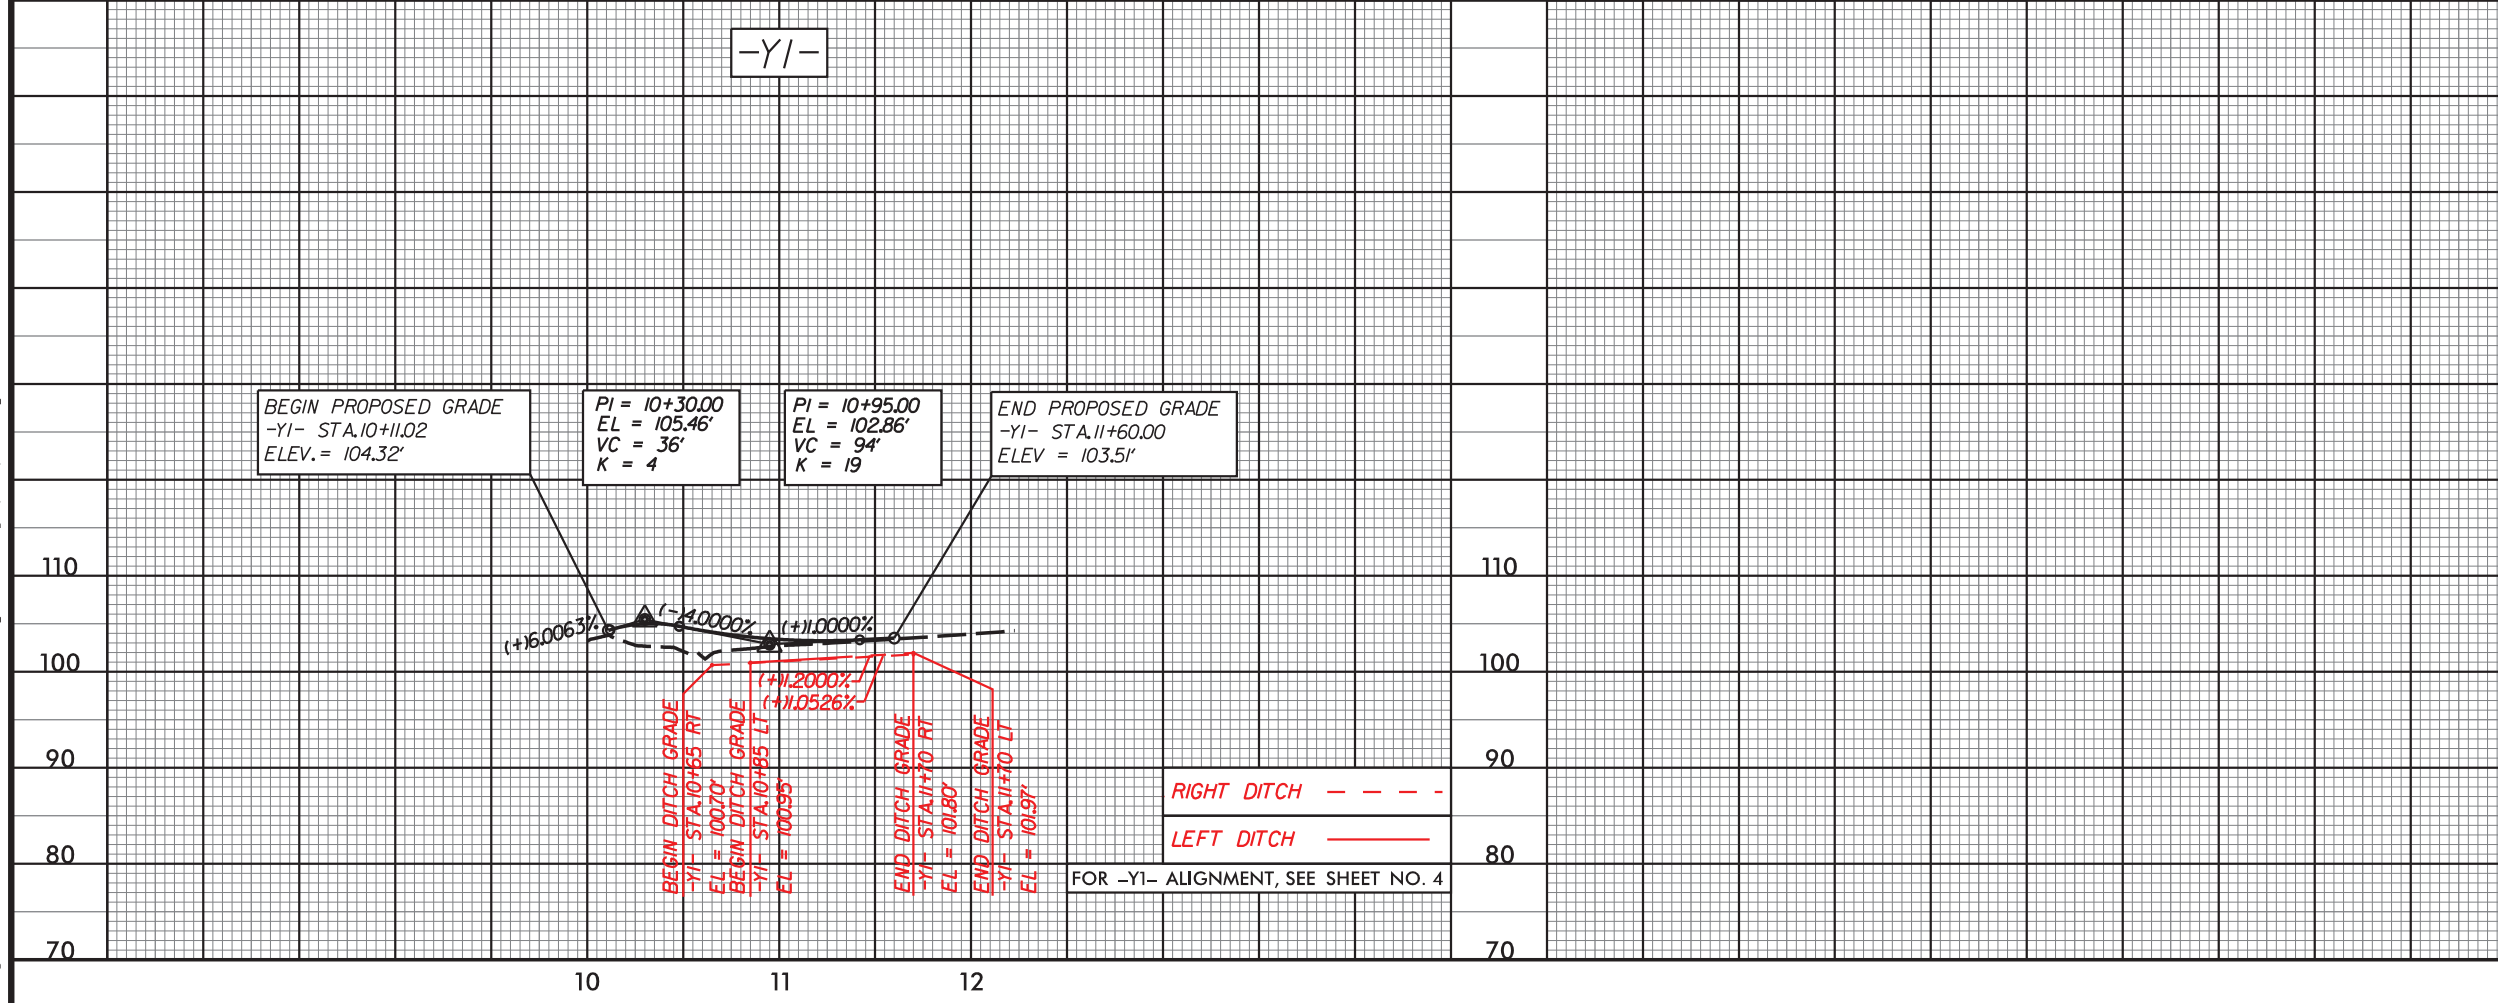 -Y1-
BEGIN PROPOSED GRADE
-Y1- STA.10+11.02
ELEV.= 104.32'
PI = 10+30.00
EL = 105.46'
VC = 36'
K = 4
PI = 10+95.00
EL = 102.86'
VC = 94'
K = 19
END PROPOSED GRADE
-Y1- STA.11+60.00
ELEV = 103.51'
110
110
(+)6.0063%
(-)4.0000%
(+)1.0000%
100
100
(+)1.2000%
(+)1.0526%
BEGIN DITCH GRADE
-Y1- STA.10+65 RT
EL = 100.70'
BEGIN DITCH GRADE
-Y1- STA.10+85 LT
EL = 100.95'
END DITCH GRADE
-Y1- STA.11+70 RT
EL = 101.80'
END DITCH GRADE
-Y1- STA.11+70 LT
EL = 101.97'
90
90
RIGHT DITCH
LEFT DITCH
80
80
FOR -Y1- ALIGNMENT, SEE SHEET NO. 4
70
70
10
11
12